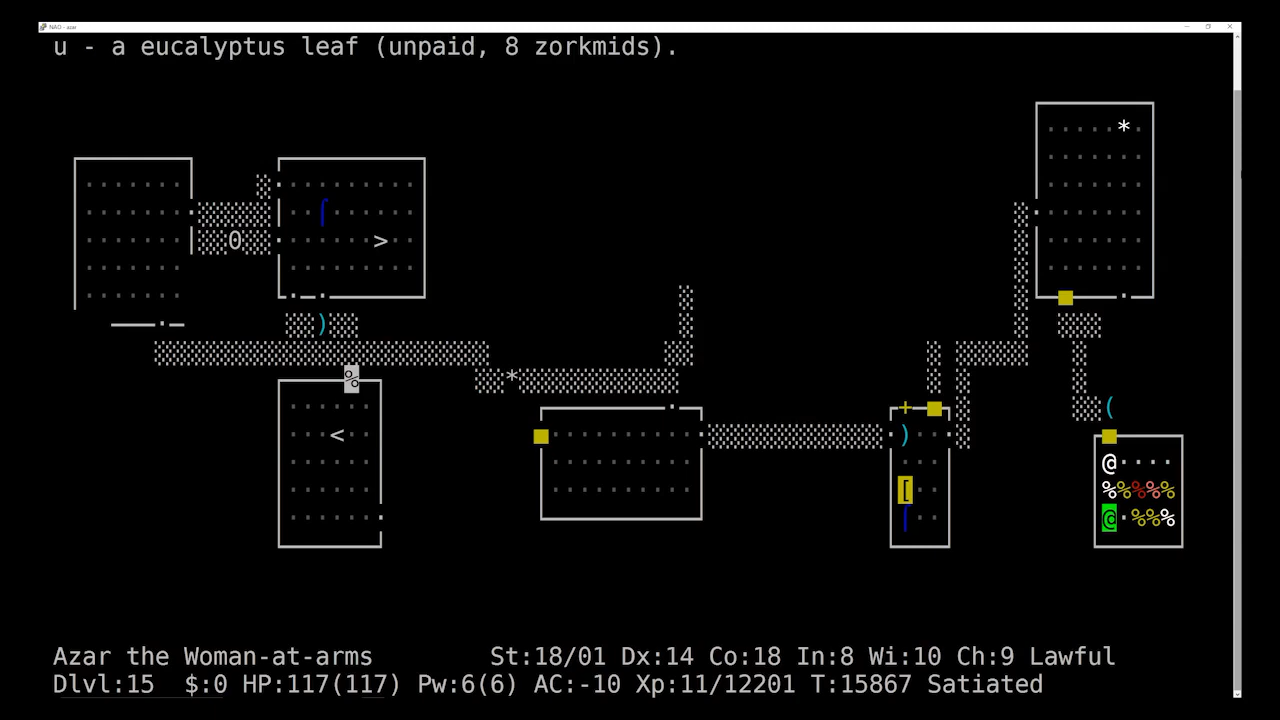 NAO - azar
u - a eucalyptus leaf (unpaid, 8 zorkmids).
Azar the Woman-at-arms St:18/01 Dx:14 Co:18 In:8 Wi:10 Ch:9 Lawful
Dlvl:15 $:0 HP:117(117) Pw:6(6) AC:-10 Xp:11/12201 T:15867 Satiated